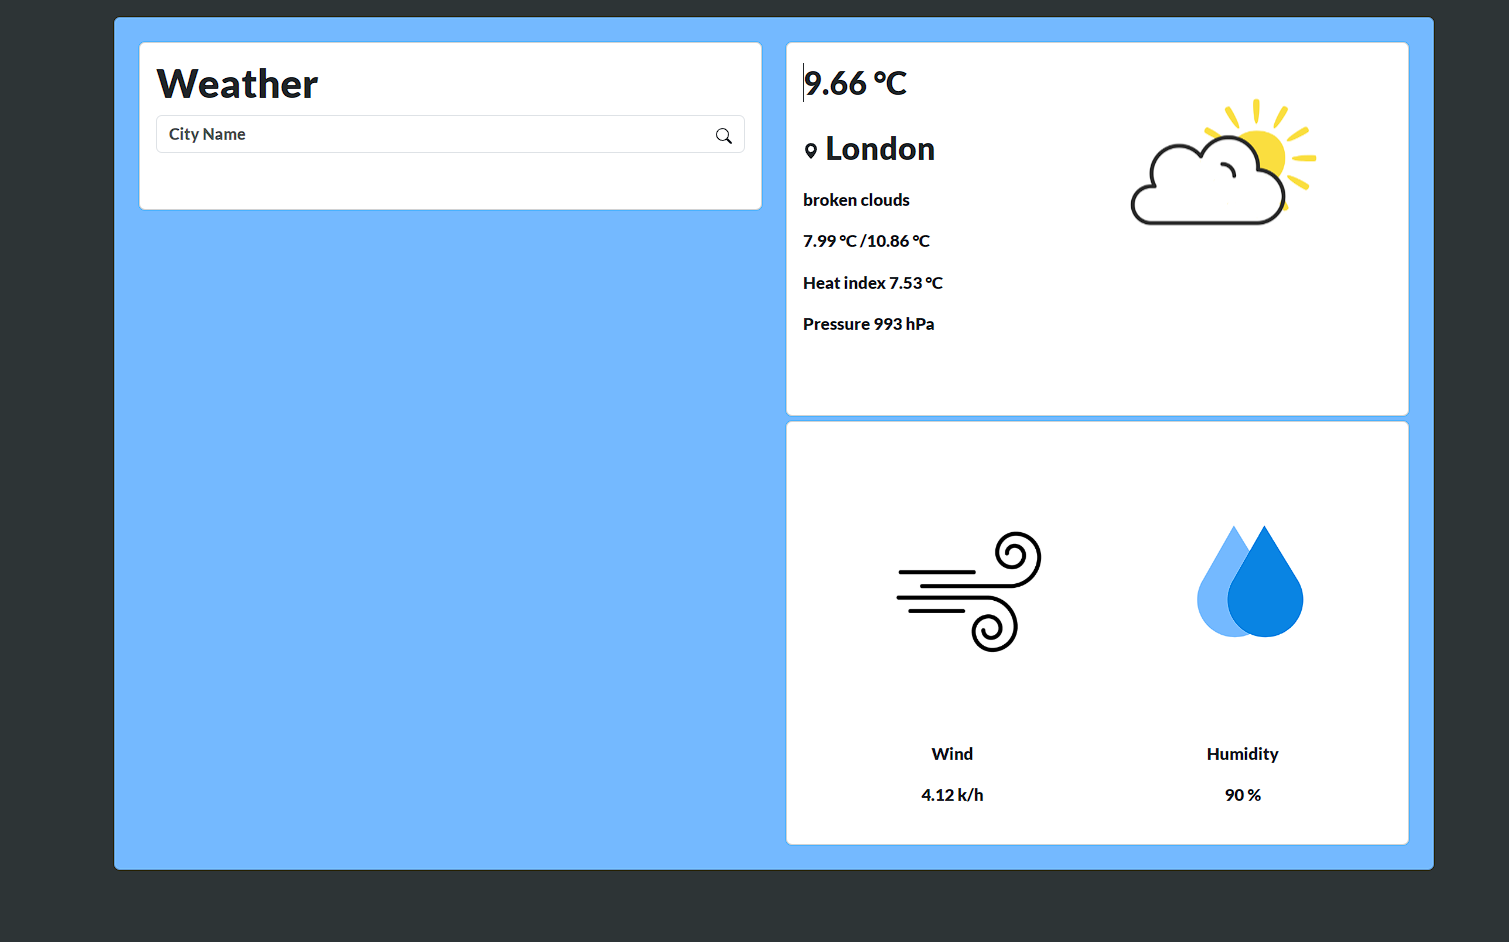 Weather
City Name
9.66 °C
London
broken clouds
7.99 °C /10.86 °C
Heat index 7.53 °C
Pressure 993 hPa
Wind
4.12 k/h
Humidity
90 %